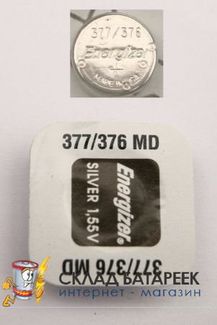 377/376
Energizer
377/376 MD
Energizer
SILVER 1.55V
377/376 MD
СКЛАД БАТАРЕЕК
интернет - магазин